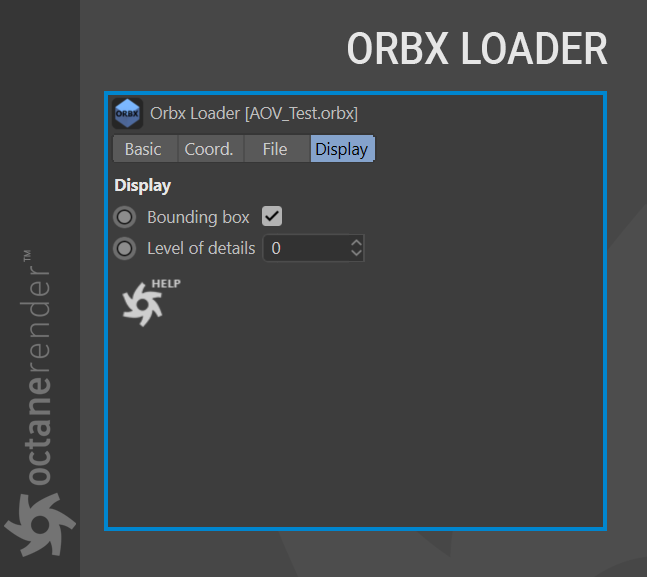 ORBX LOADER
ORBX
Orbx Loader [AOV_Test.orbx]
Basic Coord. File Display
Display
Bounding box
Level of details 0
HELP
octanerender™